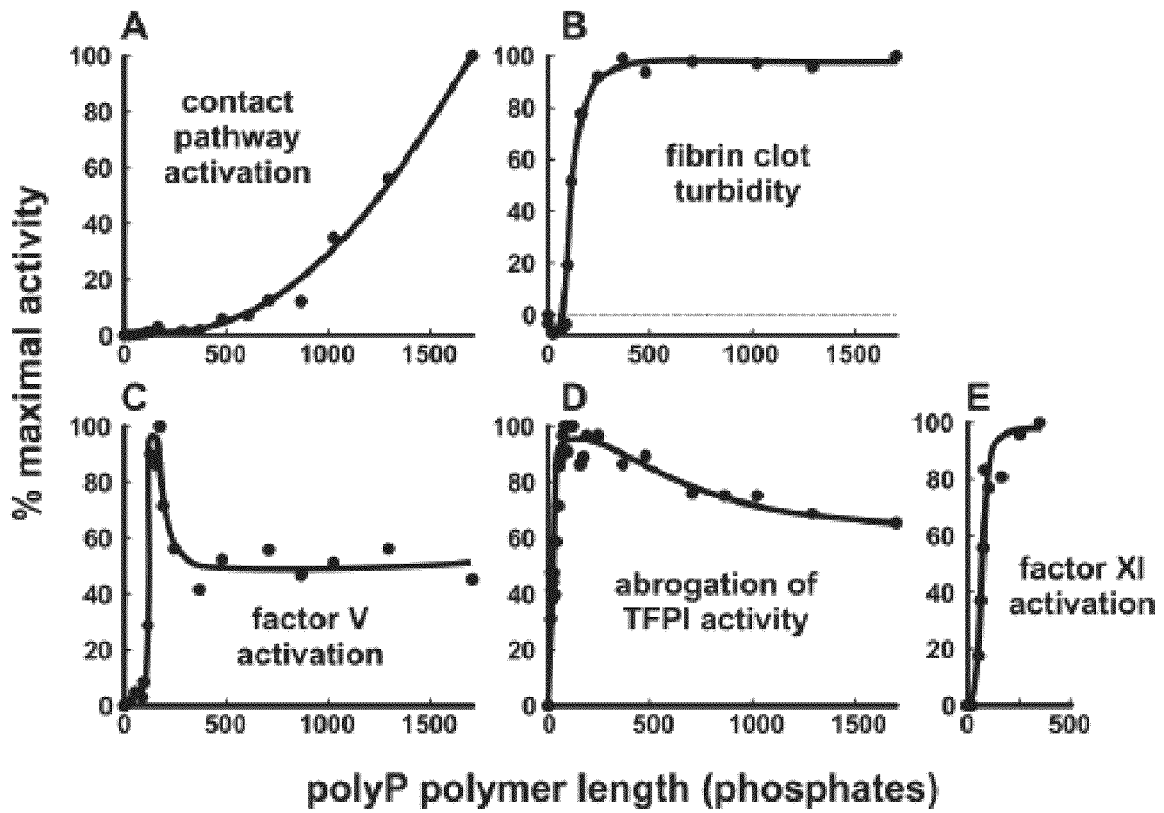 A
100
80
60
40
20
0
0 500 1000 1500
contact
pathway
activation
B
100
80
60
40
20
0
0 500 1000 1500
fibrin clot
turbidity
% maximal activity
C
100
80
60
40
20
0
0 500 1000 1500
factor V
activation
D
100
80
60
40
20
0
0 500 1000 1500
abrogation of
TFPI activity
E
100
80
60
40
20
0
0 500
factor XI
activation
polyP polymer length (phosphates)